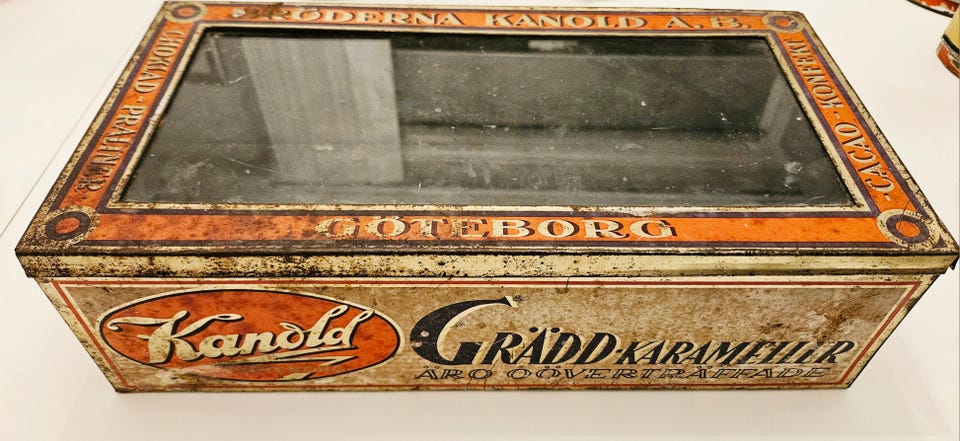 BRÖDERNA KANOLD A.B.
CHOKLAD - PRALINER
CACAO - KONFEKT
GÖTEBORG
Kanold
GRÄDD-KARAMELLER
ÄRO OÖVERTRÄFFADE